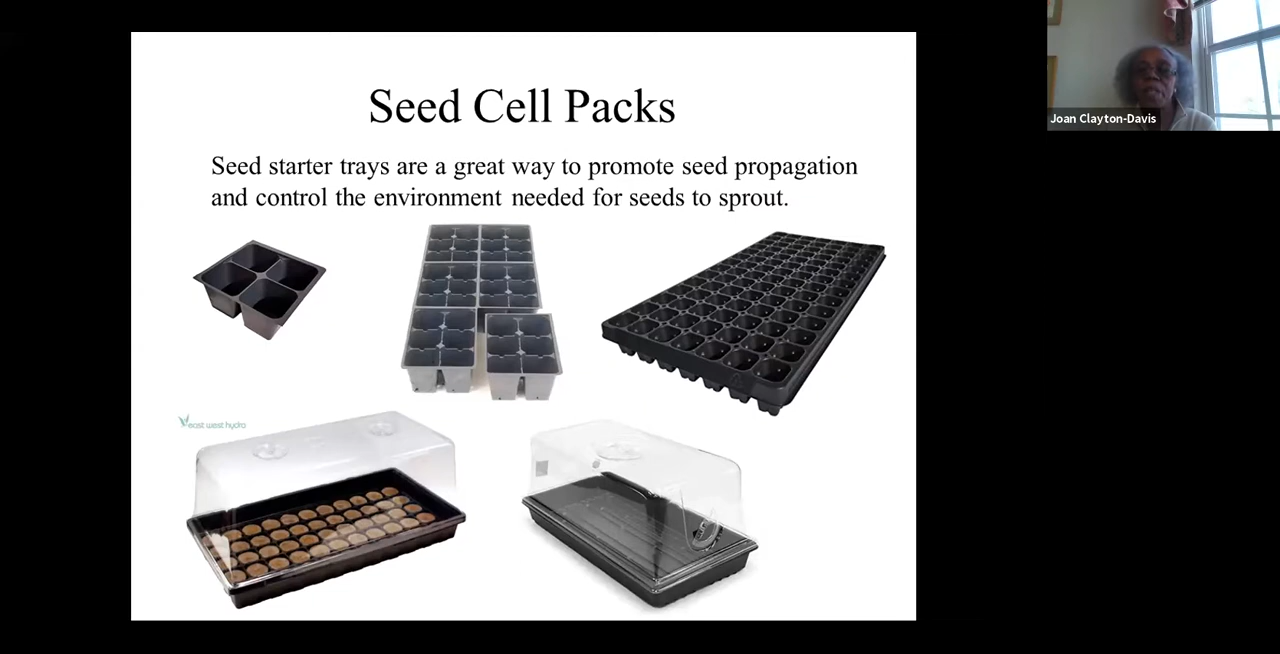 Seed Cell Packs
Joan Clayton-Davis
Seed starter trays are a great way to promote seed propagation
and control the environment needed for seeds to sprout.
east west hydro